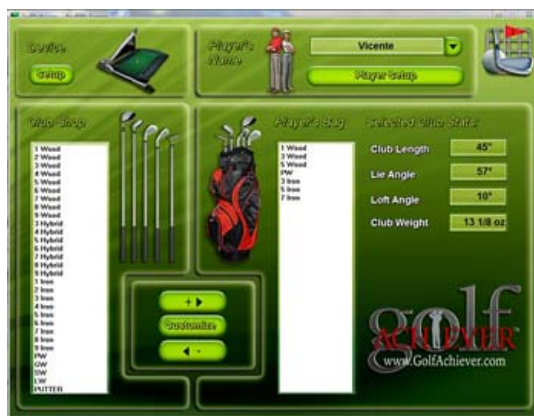 Device
Setup
Player's
Name
Vicente
Player Setup
Club Shop
1 Wood
2 Wood
3 Wood
4 Wood
5 Wood
6 Wood
7 Wood
8 Wood
9 Wood
3 Hybrid
4 Hybrid
5 Hybrid
6 Hybrid
7 Hybrid
8 Hybrid
9 Hybrid
1 Iron
2 Iron
3 Iron
4 Iron
5 Iron
6 Iron
7 Iron
8 Iron
9 Iron
PW
GW
SW
LW
PUTTER
+
Customize
-
Player's Bag
1 Wood
3 Wood
5 Wood
PW
3 Iron
5 Iron
7 Iron
Selected Club Stats:
Club Length 45"
Lie Angle 57°
Loft Angle 10°
Club Weight 13 1/8 oz
golf
ACHIEVER
www.GolfAchiever.com